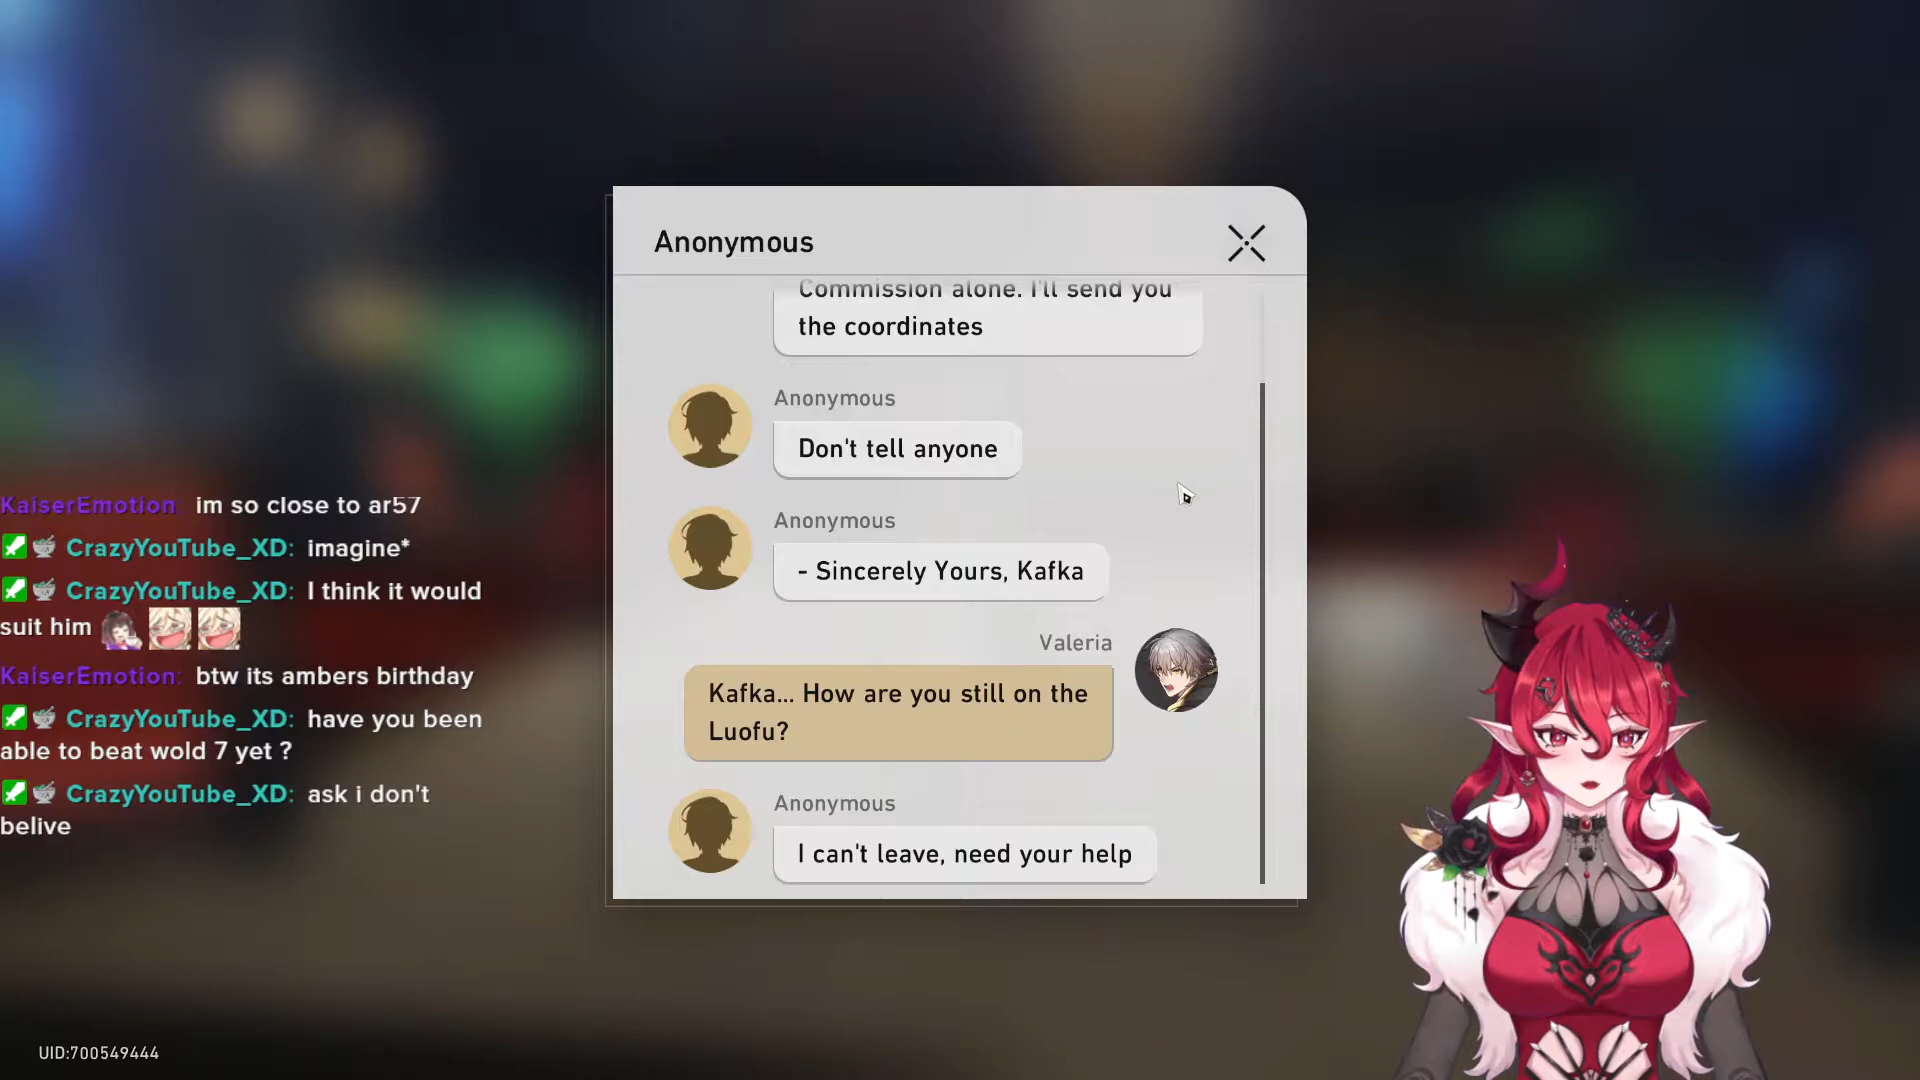 Anonymous
Commission alone. I'll send you
the coordinates
Anonymous
Don't tell anyone
Anonymous
- Sincerely Yours, Kafka
Valeria
Kafka... How are you still on the
Luofu?
Anonymous
I can't leave, need your help
KaiserEmotion: im so close to ar57
CrazyYouTube_XD: imagine*
CrazyYouTube_XD: I think it would
suit him
KaiserEmotion: btw its ambers birthday
CrazyYouTube_XD: have you been
able to beat wold 7 yet ?
CrazyYouTube_XD: ask i don't
belive
UID:700549444